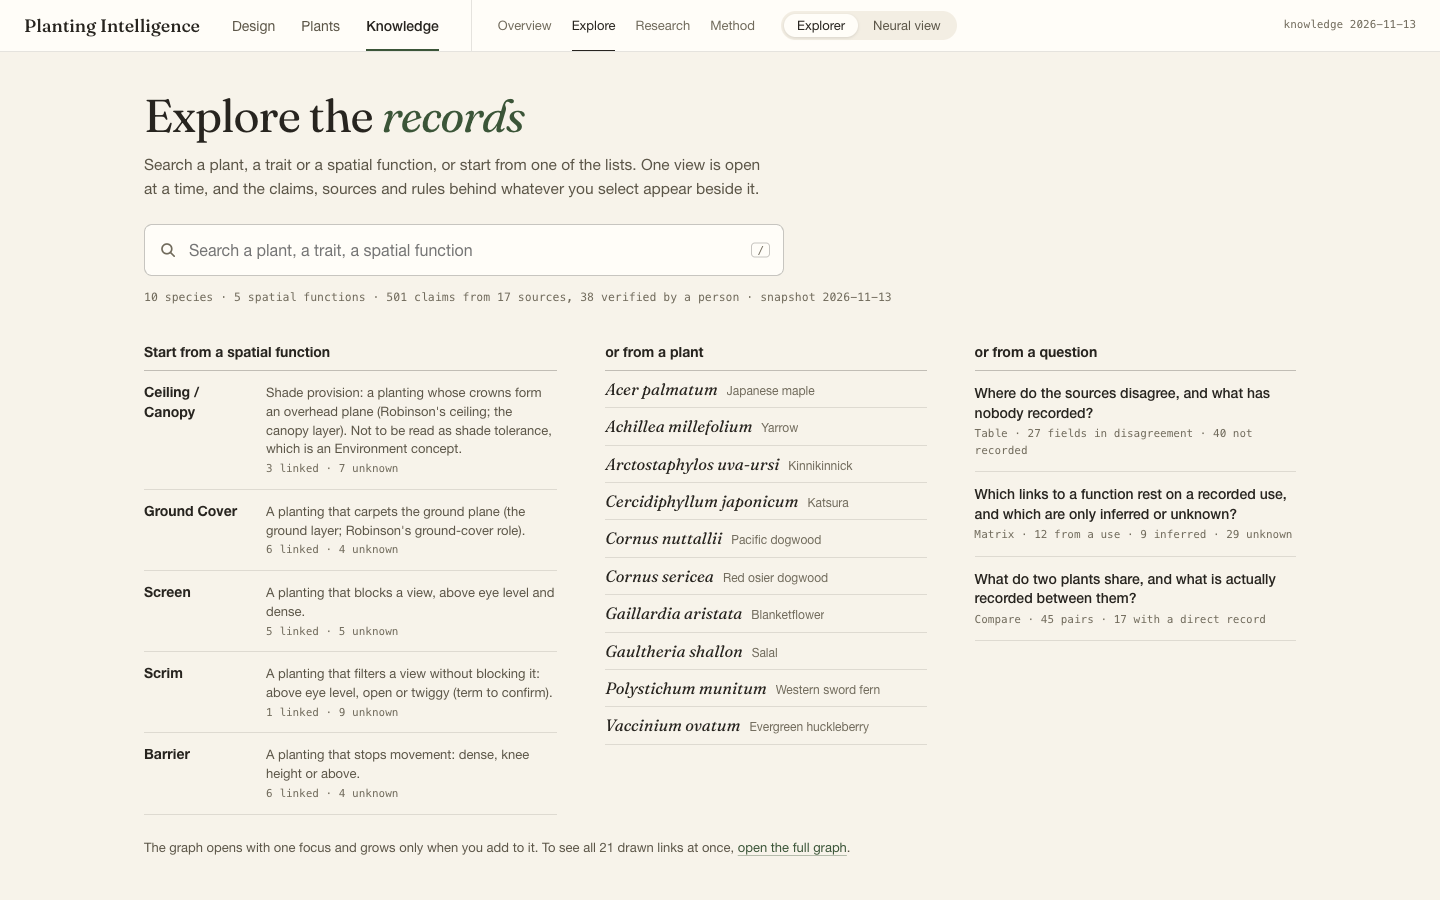 Planting Intelligence
Design Plants Knowledge
Overview Explore Research Method
Explorer Neural view
knowledge 2026-11-13
Explore the records
Search a plant, a trait or a spatial function, or start from one of the lists. One view is open
at a time, and the claims, sources and rules behind whatever you select appear beside it.
Search a plant, a trait, a spatial function /
10 species · 5 spatial functions · 501 claims from 17 sources, 38 verified by a person · snapshot 2026-11-13
Start from a spatial function
Ceiling /
Canopy
Shade provision: a planting whose crowns form
an overhead plane (Robinson's ceiling; the
canopy layer). Not to be read as shade tolerance,
which is an Environment concept.
3 linked · 7 unknown
Ground Cover
A planting that carpets the ground plane (the
ground layer; Robinson's ground-cover role).
6 linked · 4 unknown
Screen
A planting that blocks a view, above eye level and
dense.
5 linked · 5 unknown
Scrim
A planting that filters a view without blocking it:
above eye level, open or twiggy (term to confirm).
1 linked · 9 unknown
Barrier
A planting that stops movement: dense, knee
height or above.
6 linked · 4 unknown
or from a plant
Acer palmatum Japanese maple
Achillea millefolium Yarrow
Arctostaphylos uva-ursi Kinnikinnick
Cercidiphyllum japonicum Katsura
Cornus nuttallii Pacific dogwood
Cornus sericea Red osier dogwood
Gaillardia aristata Blanketflower
Gaultheria shallon Salal
Polystichum munitum Western sword fern
Vaccinium ovatum Evergreen huckleberry
or from a question
Where do the sources disagree, and what has
nobody recorded?
Table · 27 fields in disagreement · 40 not
recorded
Which links to a function rest on a recorded use,
and which are only inferred or unknown?
Matrix · 12 from a use · 9 inferred · 29 unknown
What do two plants share, and what is actually
recorded between them?
Compare · 45 pairs · 17 with a direct record
The graph opens with one focus and grows only when you add to it. To see all 21 drawn links at once, open the full graph.